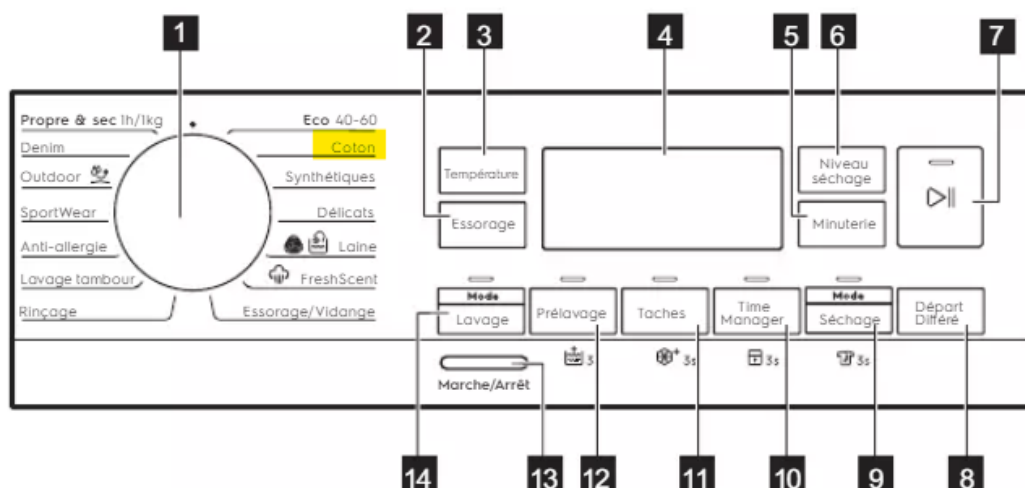 1
2
3
4
5
6
7
Propre & sec 1h/1kg
Denim
Outdoor
SportWear
Anti-allergie
Lavage tambour
Rinçage
Eco 40-60
Coton
Synthétiques
Délicats
Laine
FreshScent
Essorage/Vidange
Température
Essorage
Niveau
séchage
Minuterie
Mode
Lavage
Prélavage
Taches
Time
Manager
Mode
Séchage
Départ
Différé
3
3s
3s
3s
Marche/Arrêt
14
13
12
11
10
9
8